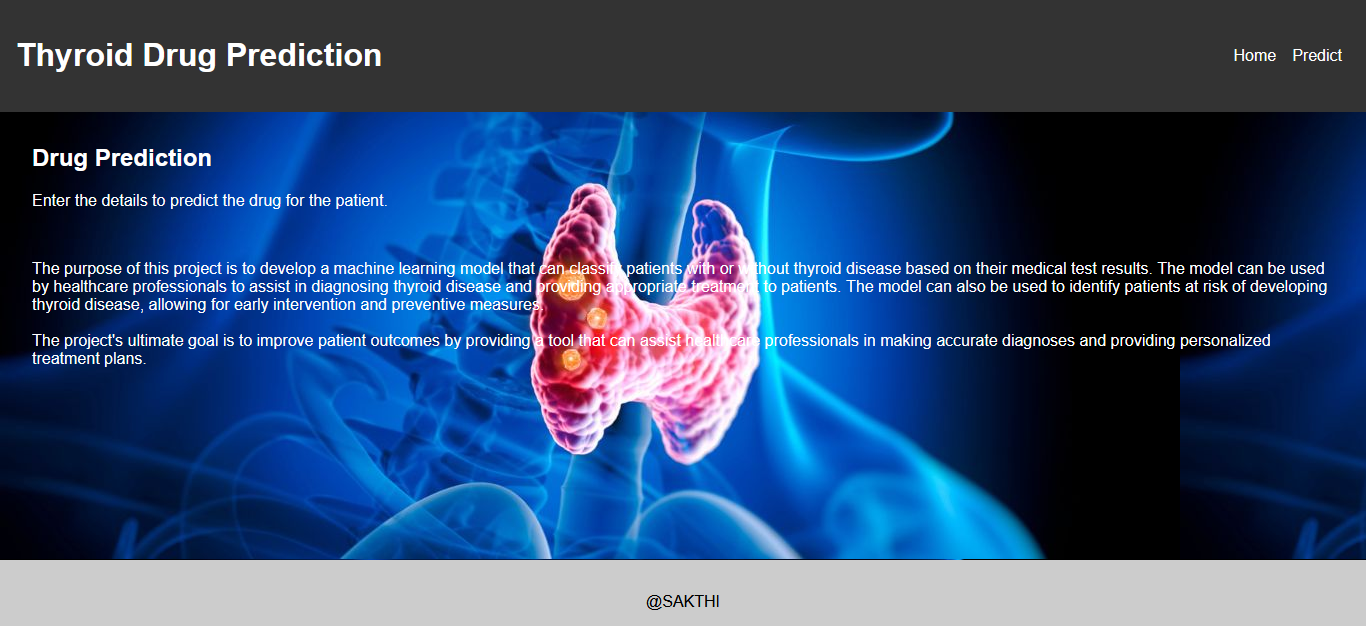 Thyroid Drug Prediction
Home Predict
Drug Prediction
Enter the details to predict the drug for the patient.
The purpose of this project is to develop a machine learning model that can classify patients with or without thyroid disease based on their medical test results. The model can be used
by healthcare professionals to assist in diagnosing thyroid disease and providing appropriate treatment to patients. The model can also be used to identify patients at risk of developing
thyroid disease, allowing for early intervention and preventive measures.
The project's ultimate goal is to improve patient outcomes by providing a tool that can assist healthcare professionals in making accurate diagnoses and providing personalized
treatment plans.
@SAKTHI